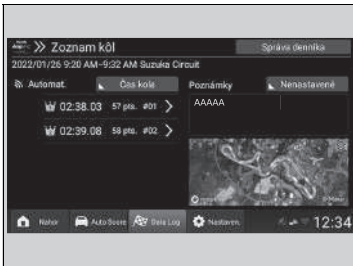 Zoznam kôl
Správa denníka
2022/01/26 9:20 AM-9:32 AM Suzuka Circuit
Automat.
Čas kola
Poznámky
Nenastavené
02:38.03 57 pts. #01
AAAAA
02:39.08 58 pts. #02
Nahor
Auto Score
Data Log
Nastaven.
12:34